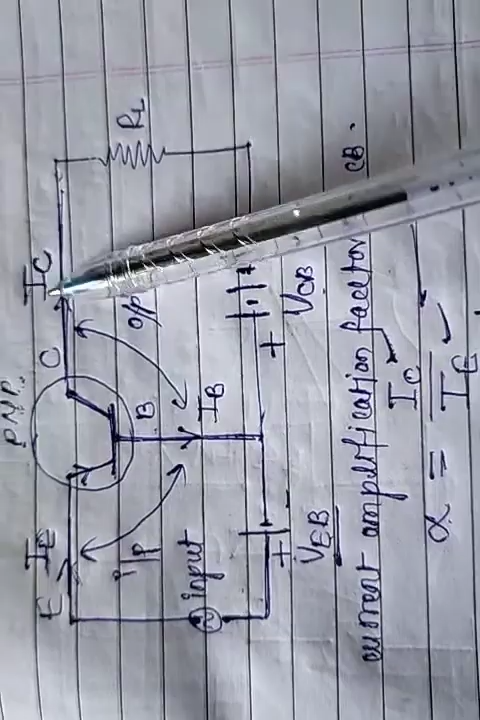 PNP
E IE C IC
i/p B o/p RL
input IB
+ +
VEB VCB
current amplification factor CB.
α = IC / IE